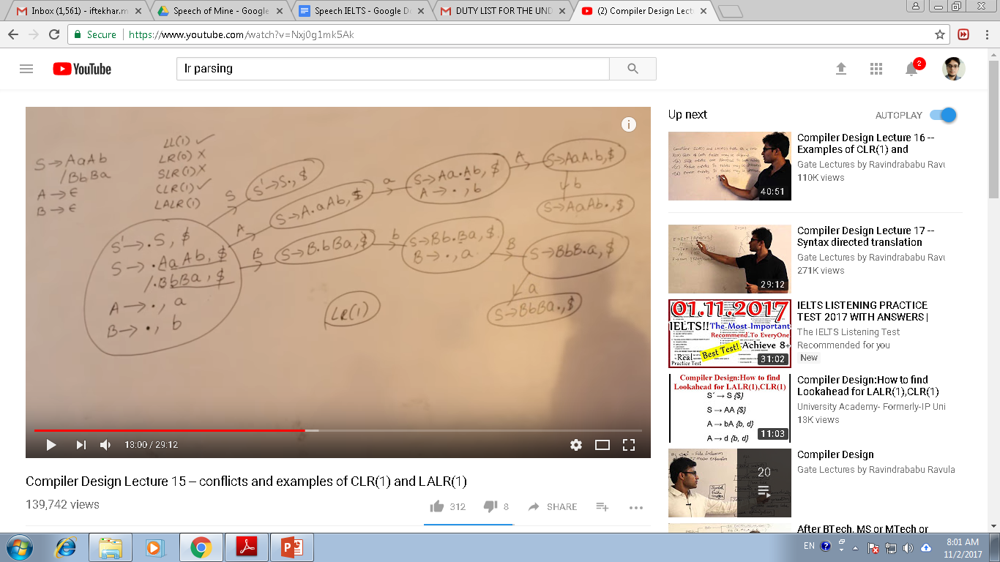 Inbox (1,561) - iftekhar.m
Speech of Mine - Google
Speech IELTS - Google D
DUTY LIST FOR THE UND
(2) Compiler Design Lect
Secure
https://www.youtube.com/watch?v=Nxj0g1mk5Ak
YouTube
lr parsing
2
S→AaAb
/BbBa
A→ϵ
B→ϵ
LL(1) ✓
LR(0) X
SLR(1) X
CLR(1) ✓
LALR(1)
S'→.S, $
S→.AaAb, $
/.BbBa, $
A→., a
B→., b
S
S'→S., $
A
S→A.aAb, $
a
S→Aa.Ab, $
A→., b
A
S→AaA.b, $
b
S→AaAb., $
B
S→B.bBa, $
b
S→Bb.Ba, $
B→., a
B
S→BbB.a, $
a
S→BbBa., $
LR(1)
13:00 / 29:12
Compiler Design Lecture 15 – conflicts and examples of CLR(1) and LALR(1)
139,742 views
312
8
SHARE
Up next
AUTOPLAY
40:51
Compiler Design Lecture 16 --
Examples of CLR(1) and
Gate Lectures by Ravindrababu Ravu
110K views
29:12
Compiler Design Lecture 17 --
Syntax directed translation
Gate Lectures by Ravindrababu Ravu
271K views
01.11.2017
IELTS!! The-Most-Important
Recommend.To EveryOne
Best Test! Achieve 8+
Real
Practice Test!
31:02
IELTS LISTENING PRACTICE
TEST 2017 WITH ANSWERS |
The IELTS Listening Test
Recommended for you
New
Compiler Design:How to find
Lookahead for LALR(1),CLR(1)
S´ → S {$}
S → AA {$}
A → bA {b, d}
A → d {b, d}
11:03
Compiler Design:How to find
Lookahead for LALR(1),CLR(1)
University Academy- Formerly-IP Uni
13K views
20
Compiler Design
Gate Lectures by Ravindrababu Ravula
After BTech, MS or MTech or
EN
8:01 AM
11/2/2017